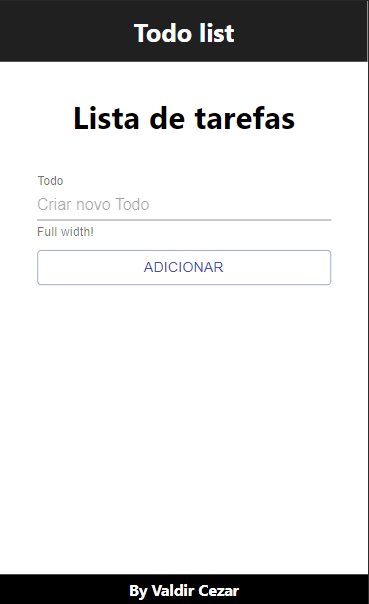 Todo list
Lista de tarefas
Todo
Criar novo Todo
Full width!
ADICIONAR
By Valdir Cezar